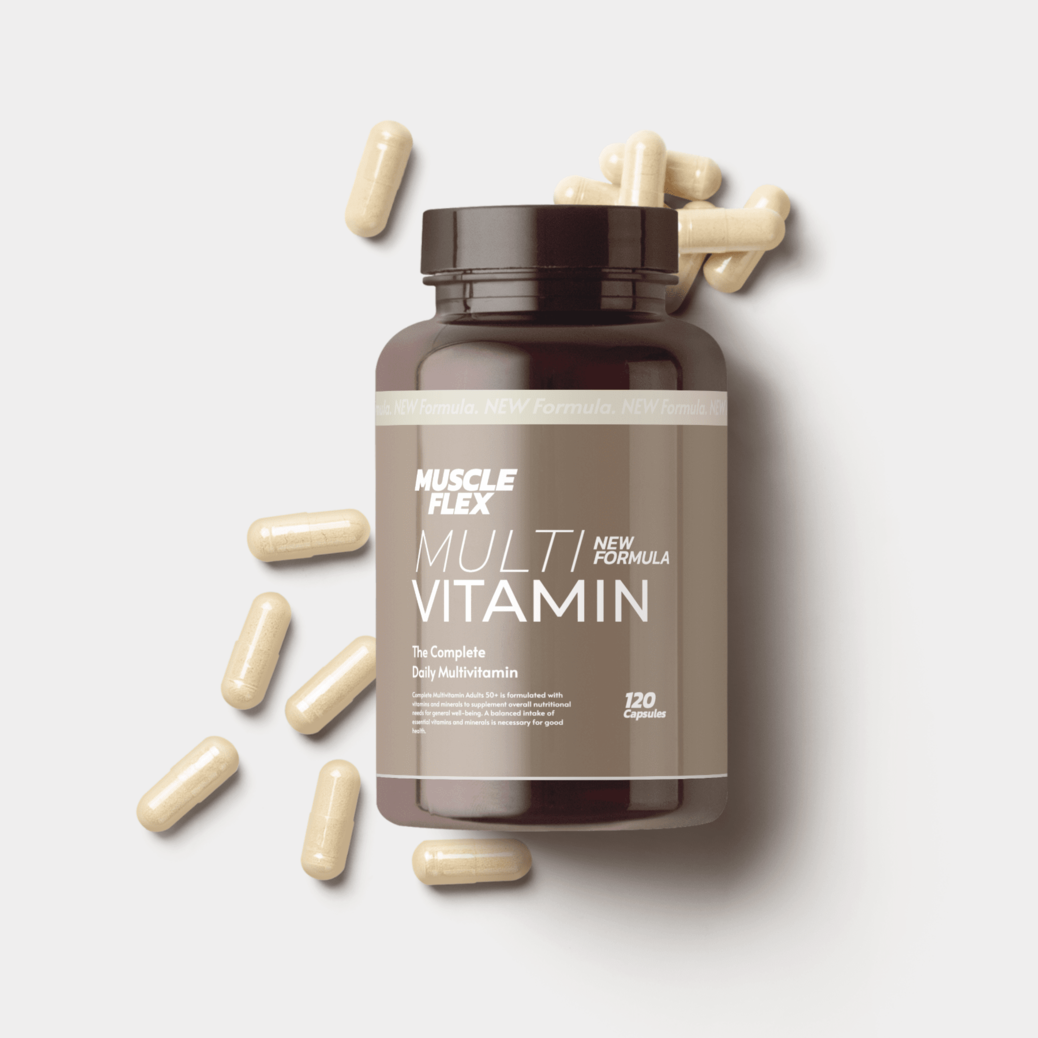 NEW Formula. NEW Formula. NEW Formula. NEW
MUSCLE
FLEX
MULTI NEW
FORMULA
VITAMIN
The Complete
Daily Multivitamin
Complete Multivitamin Adults 50+ is formulated with
vitamins and minerals to supplement overall nutritional
needs for general well-being. A balanced intake of
essential vitamins and minerals is necessary for good
heath.
120
Capsules